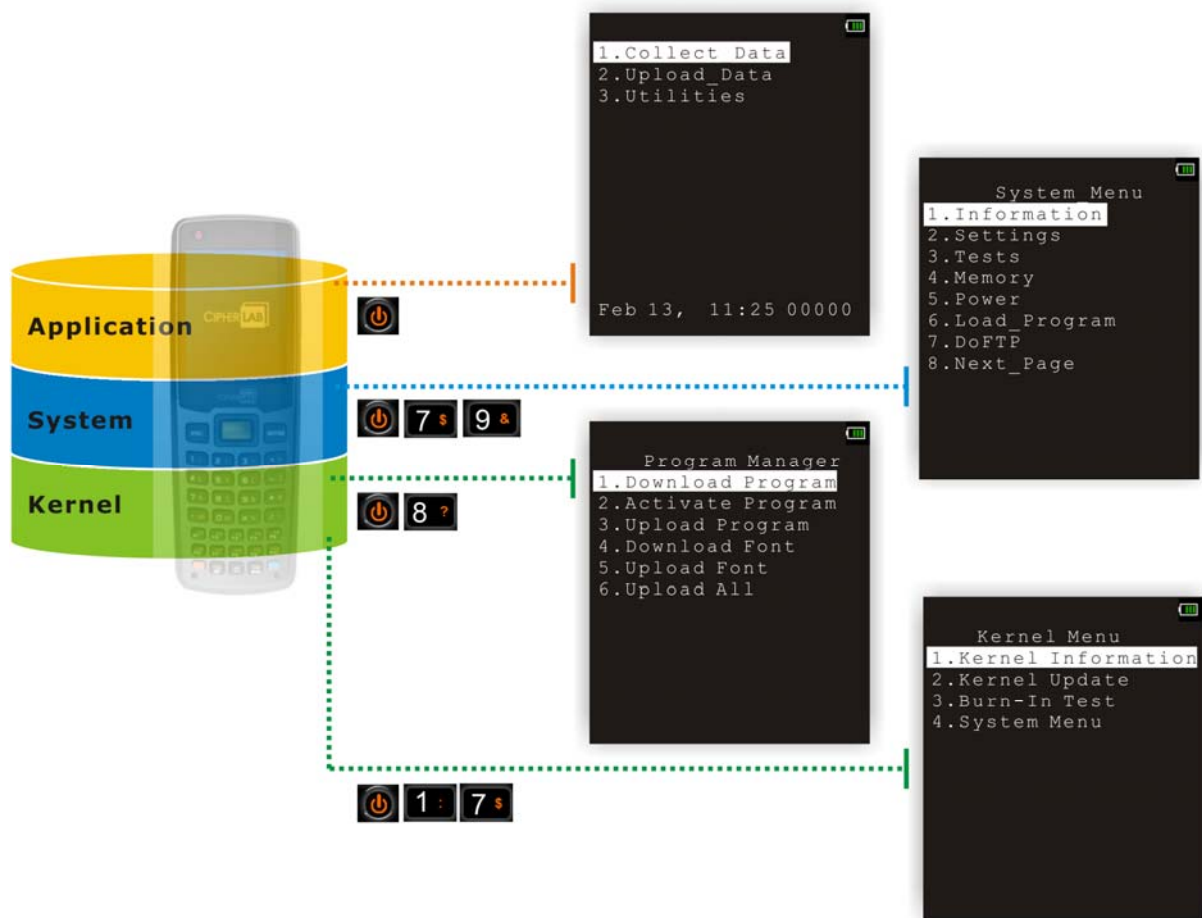 1.Collect Data
2.Upload_Data
3.Utilities
Feb 13, 11:25 00000
System_Menu
1.Information
2.Settings
3.Tests
4.Memory
5.Power
6.Load_Program
7.DoFTP
8.Next_Page
Application
CIPHERLAB
System
7 $ 9 &
Kernel
8 ?
Program Manager
1.Download Program
2.Activate Program
3.Upload Program
4.Download Font
5.Upload Font
6.Upload All
Kernel Menu
1.Kernel Information
2.Kernel Update
3.Burn-In Test
4.System Menu
1 : 7 $